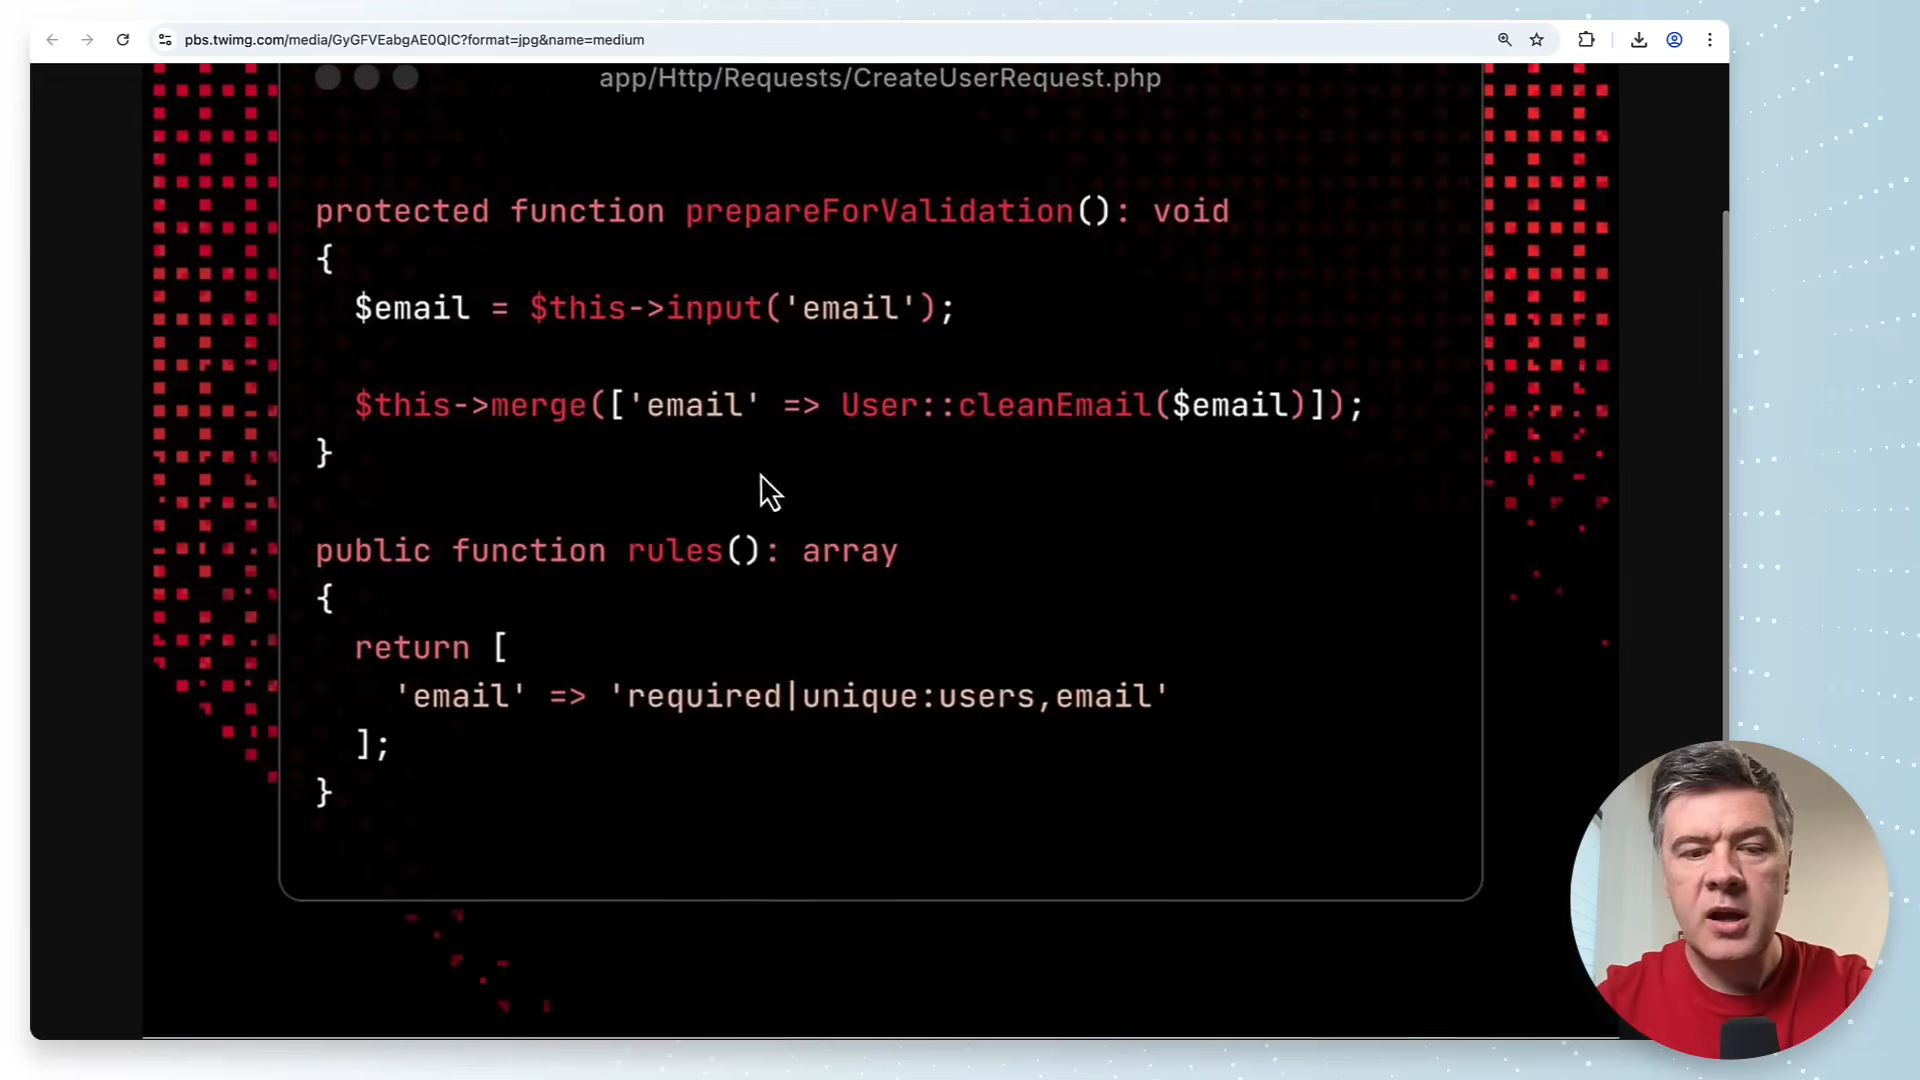 pbs.twimg.com/media/GyGFVEabgAE0QIC?format=jpg&name=medium
app/Http/Requests/CreateUserRequest.php
protected function prepareForValidation(): void
{
$email = $this->input('email');
$this->merge(['email' => User::cleanEmail($email)]);
}
public function rules(): array
{
return [
'email' => 'required|unique:users,email'
];
}